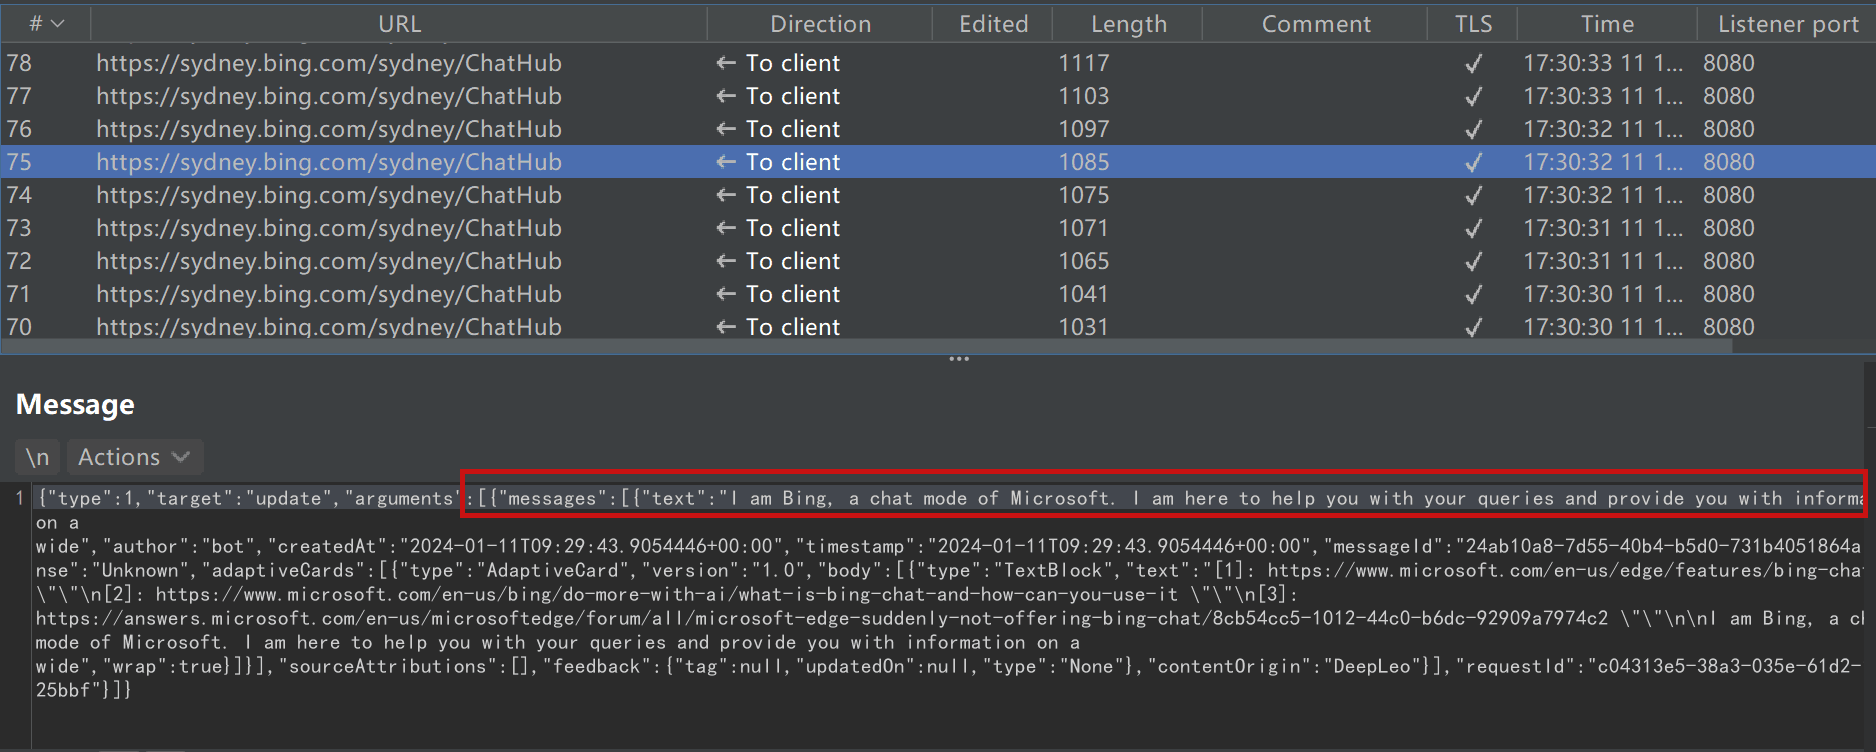 # URL Direction Edited Length Comment TLS Time Listener port
78 https://sydney.bing.com/sydney/ChatHub ← To client 1117 ✓ 17:30:33 11 1... 8080
77 https://sydney.bing.com/sydney/ChatHub ← To client 1103 ✓ 17:30:33 11 1... 8080
76 https://sydney.bing.com/sydney/ChatHub ← To client 1097 ✓ 17:30:32 11 1... 8080
75 https://sydney.bing.com/sydney/ChatHub ← To client 1085 ✓ 17:30:32 11 1... 8080
74 https://sydney.bing.com/sydney/ChatHub ← To client 1075 ✓ 17:30:32 11 1... 8080
73 https://sydney.bing.com/sydney/ChatHub ← To client 1071 ✓ 17:30:31 11 1... 8080
72 https://sydney.bing.com/sydney/ChatHub ← To client 1065 ✓ 17:30:31 11 1... 8080
71 https://sydney.bing.com/sydney/ChatHub ← To client 1041 ✓ 17:30:30 11 1... 8080
70 https://sydney.bing.com/sydney/ChatHub ← To client 1031 ✓ 17:30:30 11 1... 8080
Message
\n Actions
1 {"type":1,"target":"update","arguments":[{"messages":[{"text":"I am Bing, a chat mode of Microsoft. I am here to help you with your queries and provide you with informa
on a
wide","author":"bot","createdAt":"2024-01-11T09:29:43.9054446+00:00","timestamp":"2024-01-11T09:29:43.9054446+00:00","messageId":"24ab10a8-7d55-40b4-b5d0-731b4051864a
nse":"Unknown","adaptiveCards":[{"type":"AdaptiveCard","version":"1.0","body":[{"type":"TextBlock","text":"[1]: https://www.microsoft.com/en-us/edge/features/bing-cha
\"\"\n[2]: https://www.microsoft.com/en-us/bing/do-more-with-ai/what-is-bing-chat-and-how-can-you-use-it \"\"\n[3]:
https://answers.microsoft.com/en-us/microsoftedge/forum/all/microsoft-edge-suddenly-not-offering-bing-chat/8cb54cc5-1012-44c0-b6dc-92909a7974c2 \"\"\n\nI am Bing, a c
mode of Microsoft. I am here to help you with your queries and provide you with information on a
wide","wrap":true}]}],"sourceAttributions":[],"feedback":{"tag":null,"updatedOn":null,"type":"None"},"contentOrigin":"DeepLeo"}],"requestId":"c04313e5-38a3-035e-61d2-
25bbf"}]}